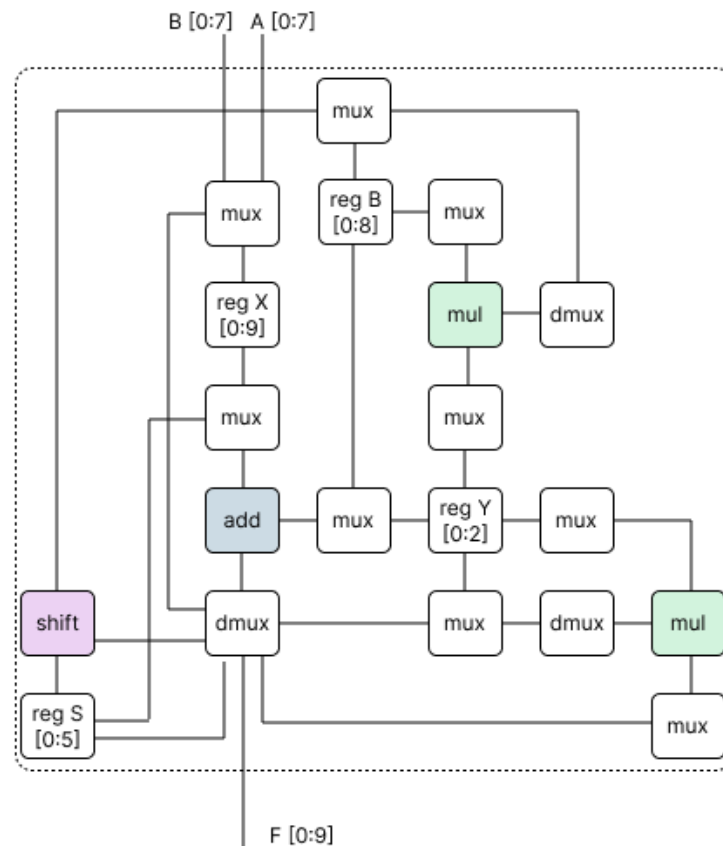 B [0:7] A [0:7]
mux
mux
reg B
[0:8]
mux
reg X
[0:9]
mul
dmux
mux
mux
add
mux
reg Y
[0:2]
mux
shift
dmux
mux
dmux
mul
reg S
[0:5]
mux
F [0:9]